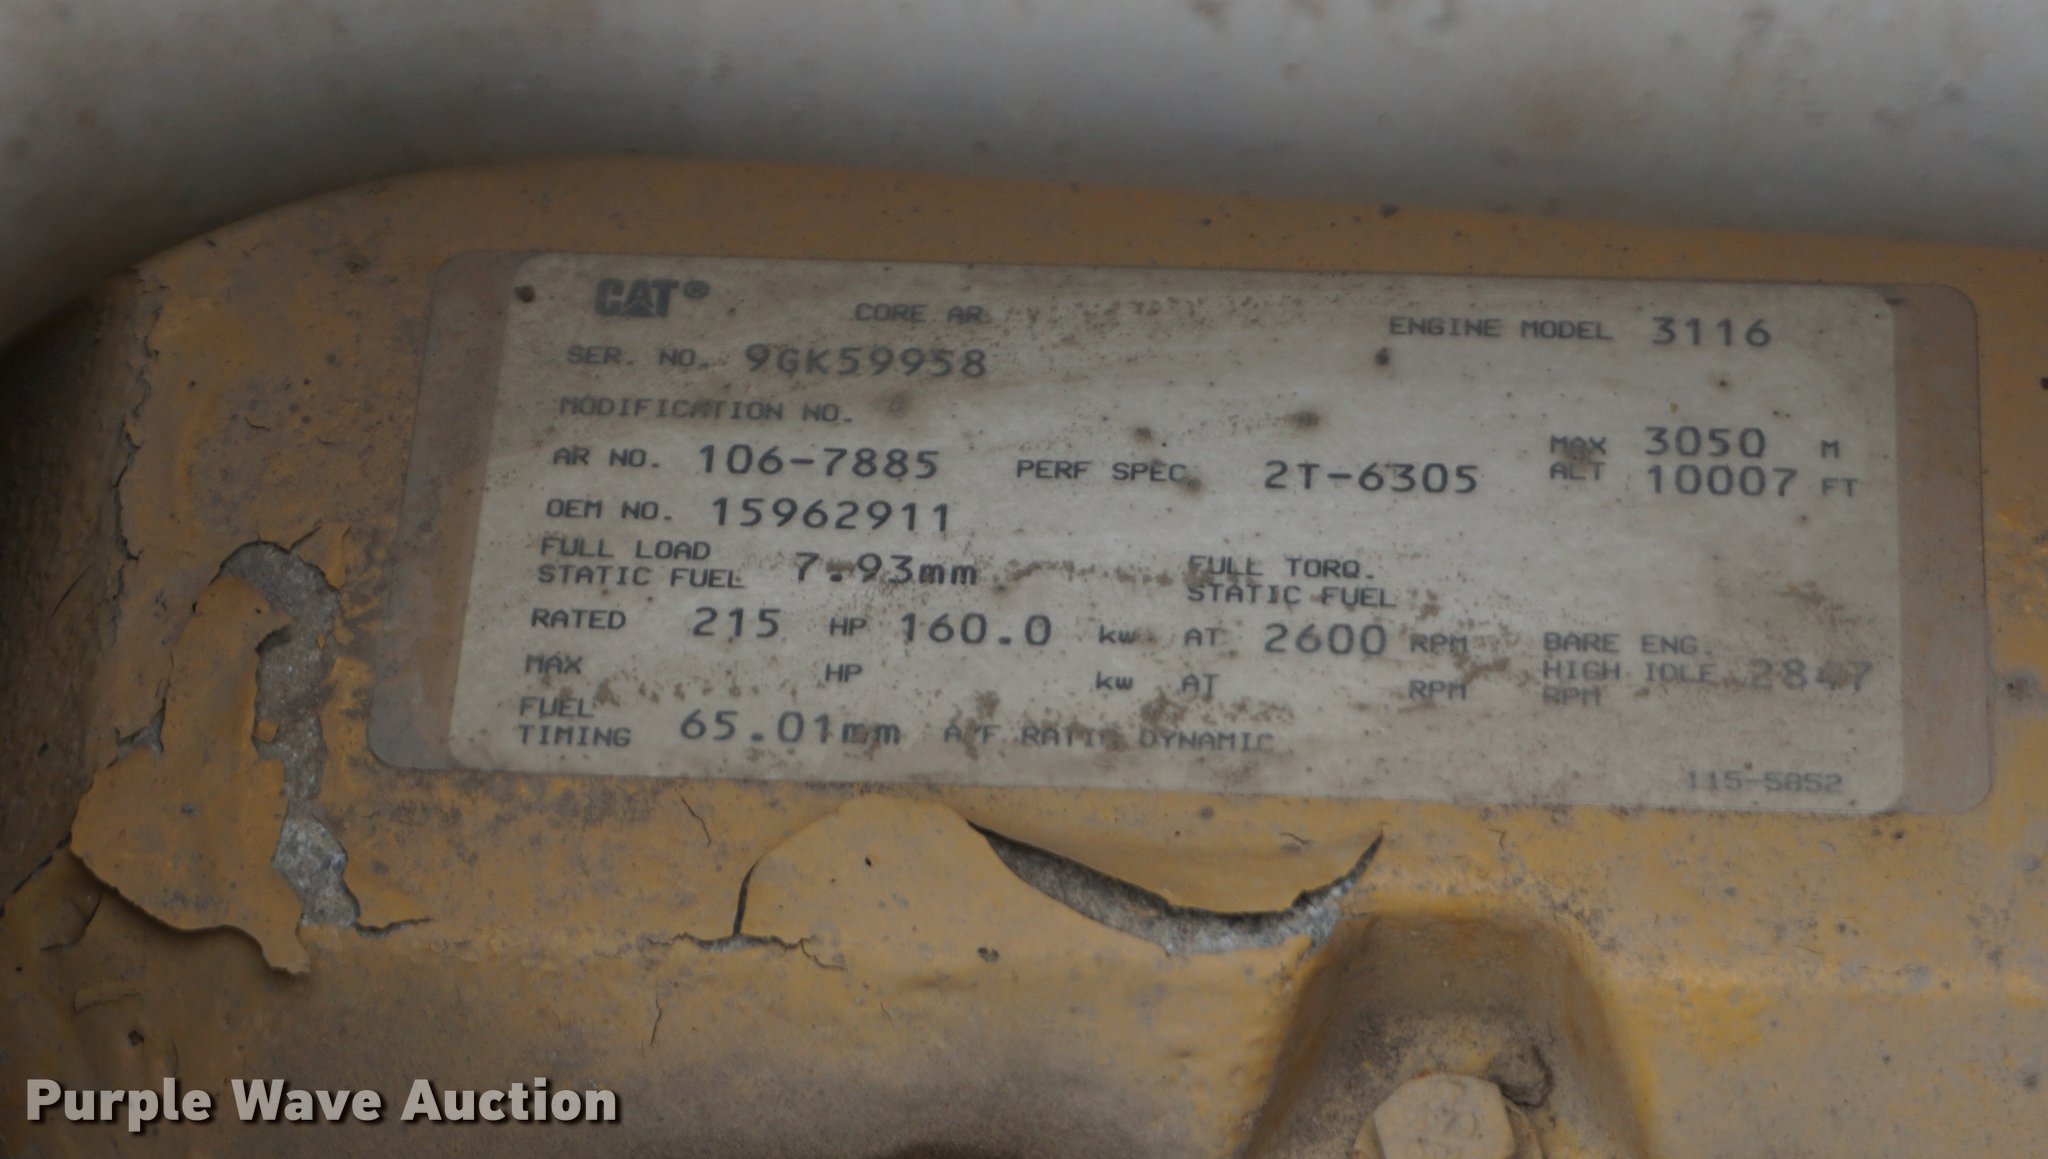 CAT® CORE AR. ENGINE MODEL 3116
SER. NO. 9GK59958
MODIFICATION NO.
AR NO. 106-7885 PERF SPEC 2T-6305 MAX ALT 3050 M 10007 FT
OEM NO. 15962911
FULL LOAD STATIC FUEL 7.93mm FULL TORQ. STATIC FUEL
RATED 215 HP 160.0 kw AT 2600 RPM BARE ENG. HIGH IDLE RPM 2847
MAX HP kw AT RPM
FUEL TIMING 65.01mm A/F RATIO DYNAMIC
115-5852
Purple Wave Auction